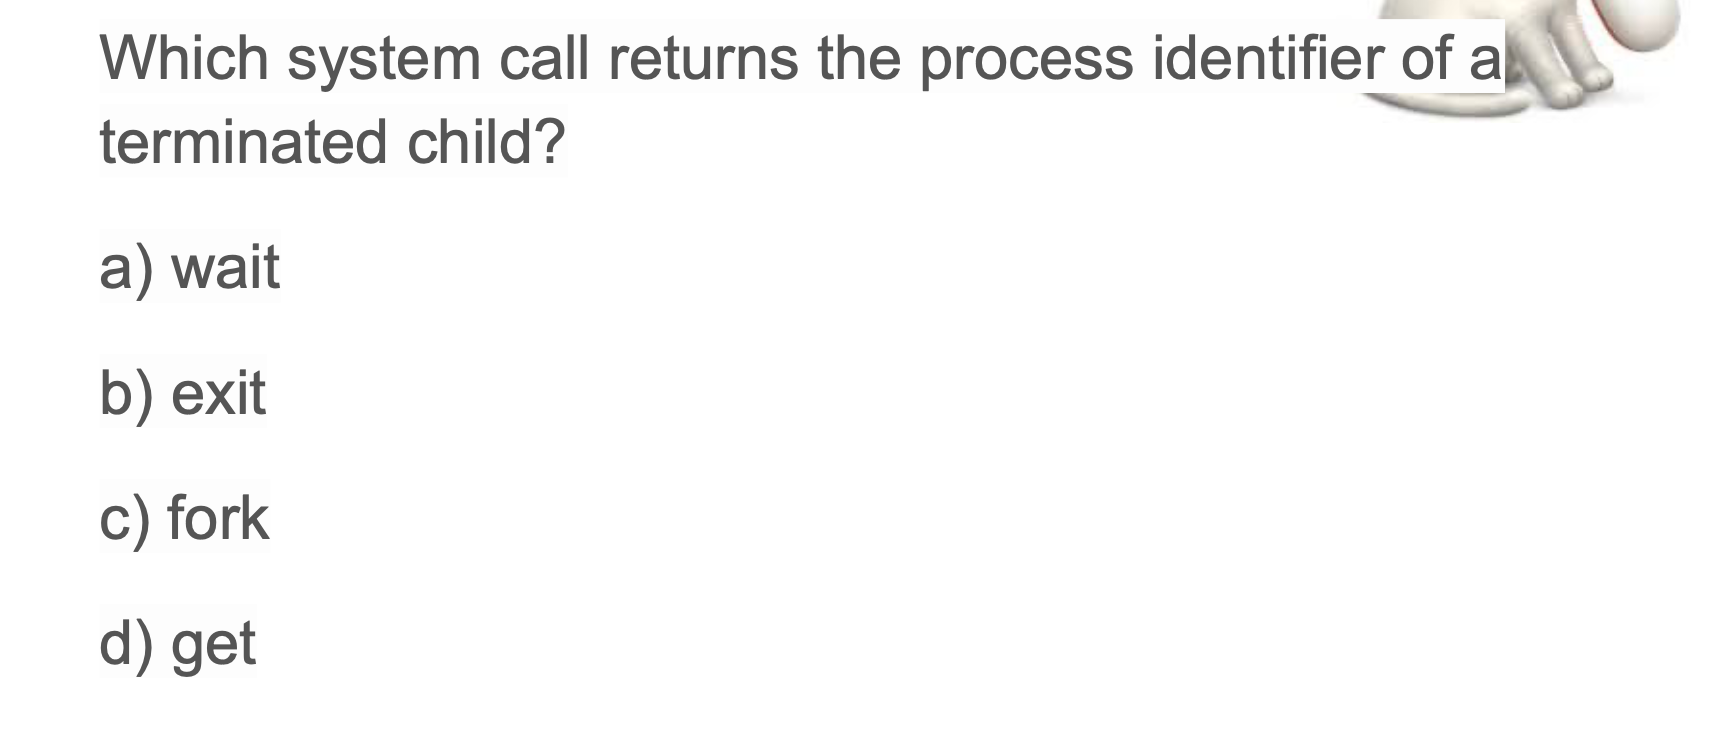 Which system call returns the process identifier of a
terminated child?
a) wait
b) exit
c) fork
d) get